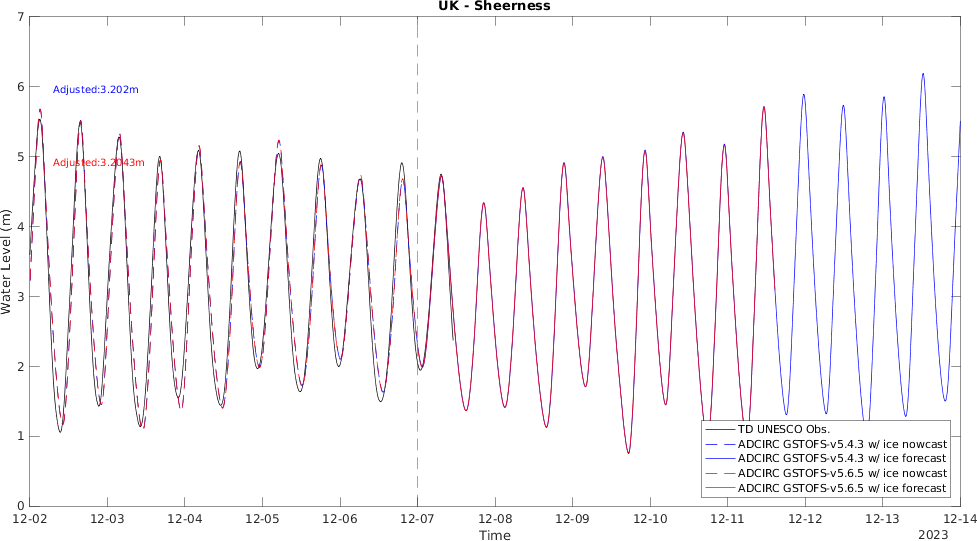 UK - Sheerness
7
6
5
4
3
2
1
0
Water Level (m)
Adjusted:3.202m
Adjusted:3.2043m
TD UNESCO Obs.
ADCIRC GSTOFS-v5.4.3 w/ ice nowcast
ADCIRC GSTOFS-v5.4.3 w/ ice forecast
ADCIRC GSTOFS-v5.6.5 w/ ice nowcast
ADCIRC GSTOFS-v5.6.5 w/ ice forecast
12-02 12-03 12-04 12-05 12-06 12-07 12-08 12-09 12-10 12-11 12-12 12-13 12-14
Time
2023